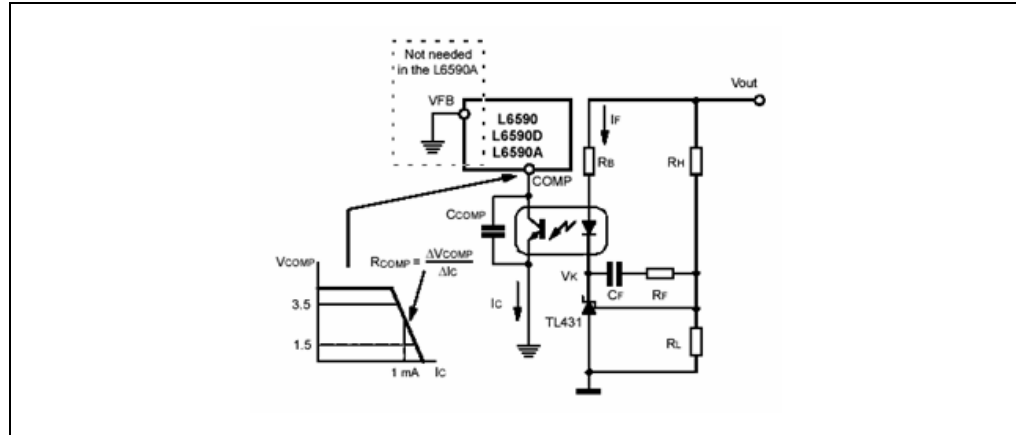 Not needed
in the L6590A
VFB
L6590
L6590D
L6590A
COMP
Vout
IF
RB
RH
CCOMP
VCOMP
RCOMP = ΔVCOMP
ΔIC
3.5
1.5
1 mA
IC
IC
VK
CF
RF
TL431
RL